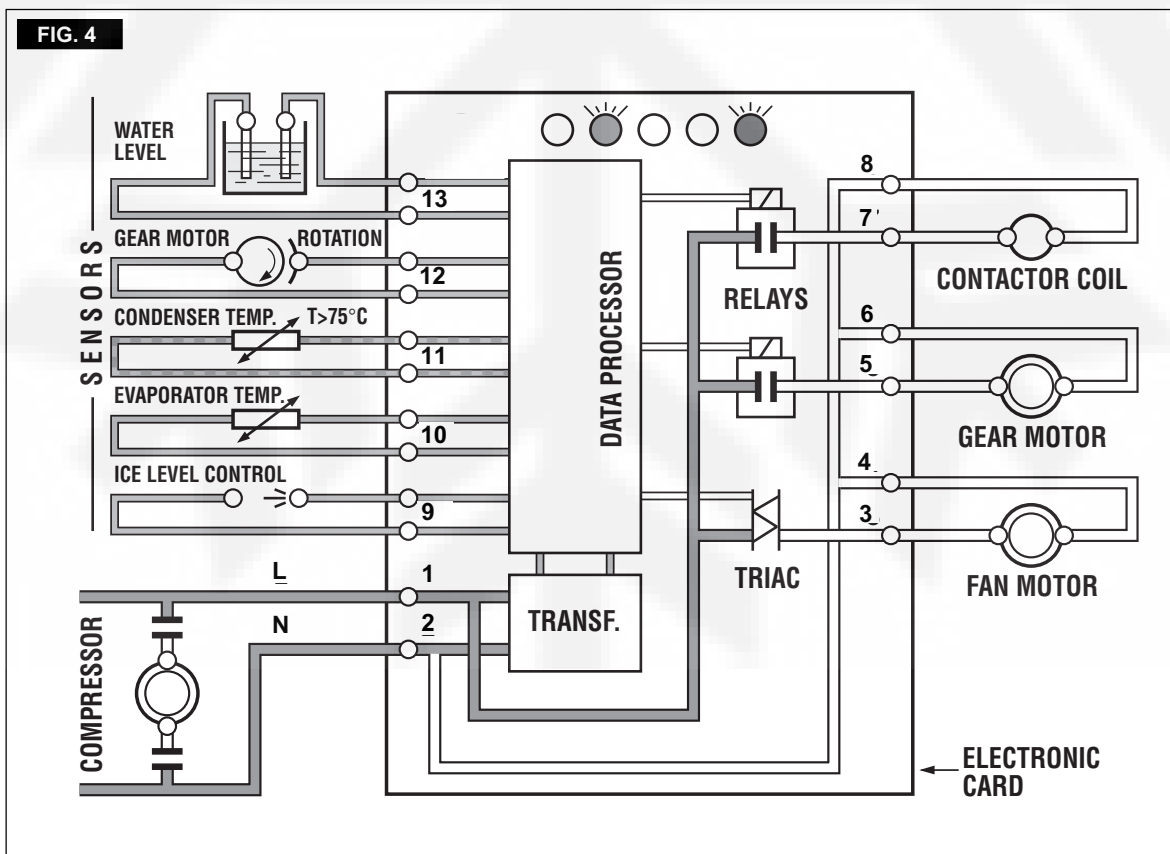 FIG. 4
WATER
LEVEL
13
GEAR MOTOR ROTATION
12
CONDENSER TEMP. T>75°C
11
EVAPORATOR TEMP.
10
ICE LEVEL CONTROL
9
SENSORS
L
1
N
2
COMPRESSOR
DATA PROCESSOR
TRANSF.
RELAYS
TRIAC
8
7
CONTACTOR COIL
6
5
GEAR MOTOR
4
3
FAN MOTOR
ELECTRONIC
CARD